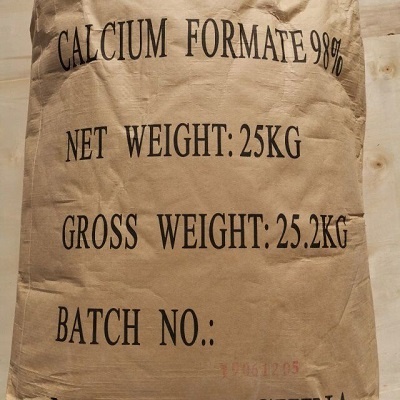 CALCIUM FORMATE 98%
NET WEIGHT: 25KG
GROSS WEIGHT: 25.2KG
BATCH NO.: